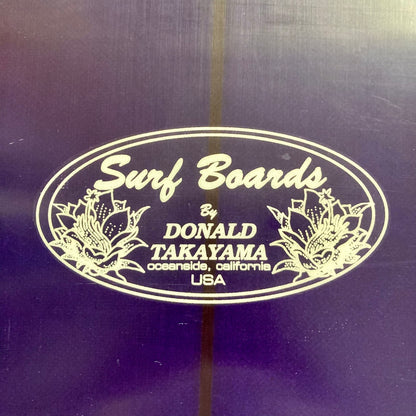 Surf Boards
By
DONALD
TAKAYAMA
oceanside, california
USA